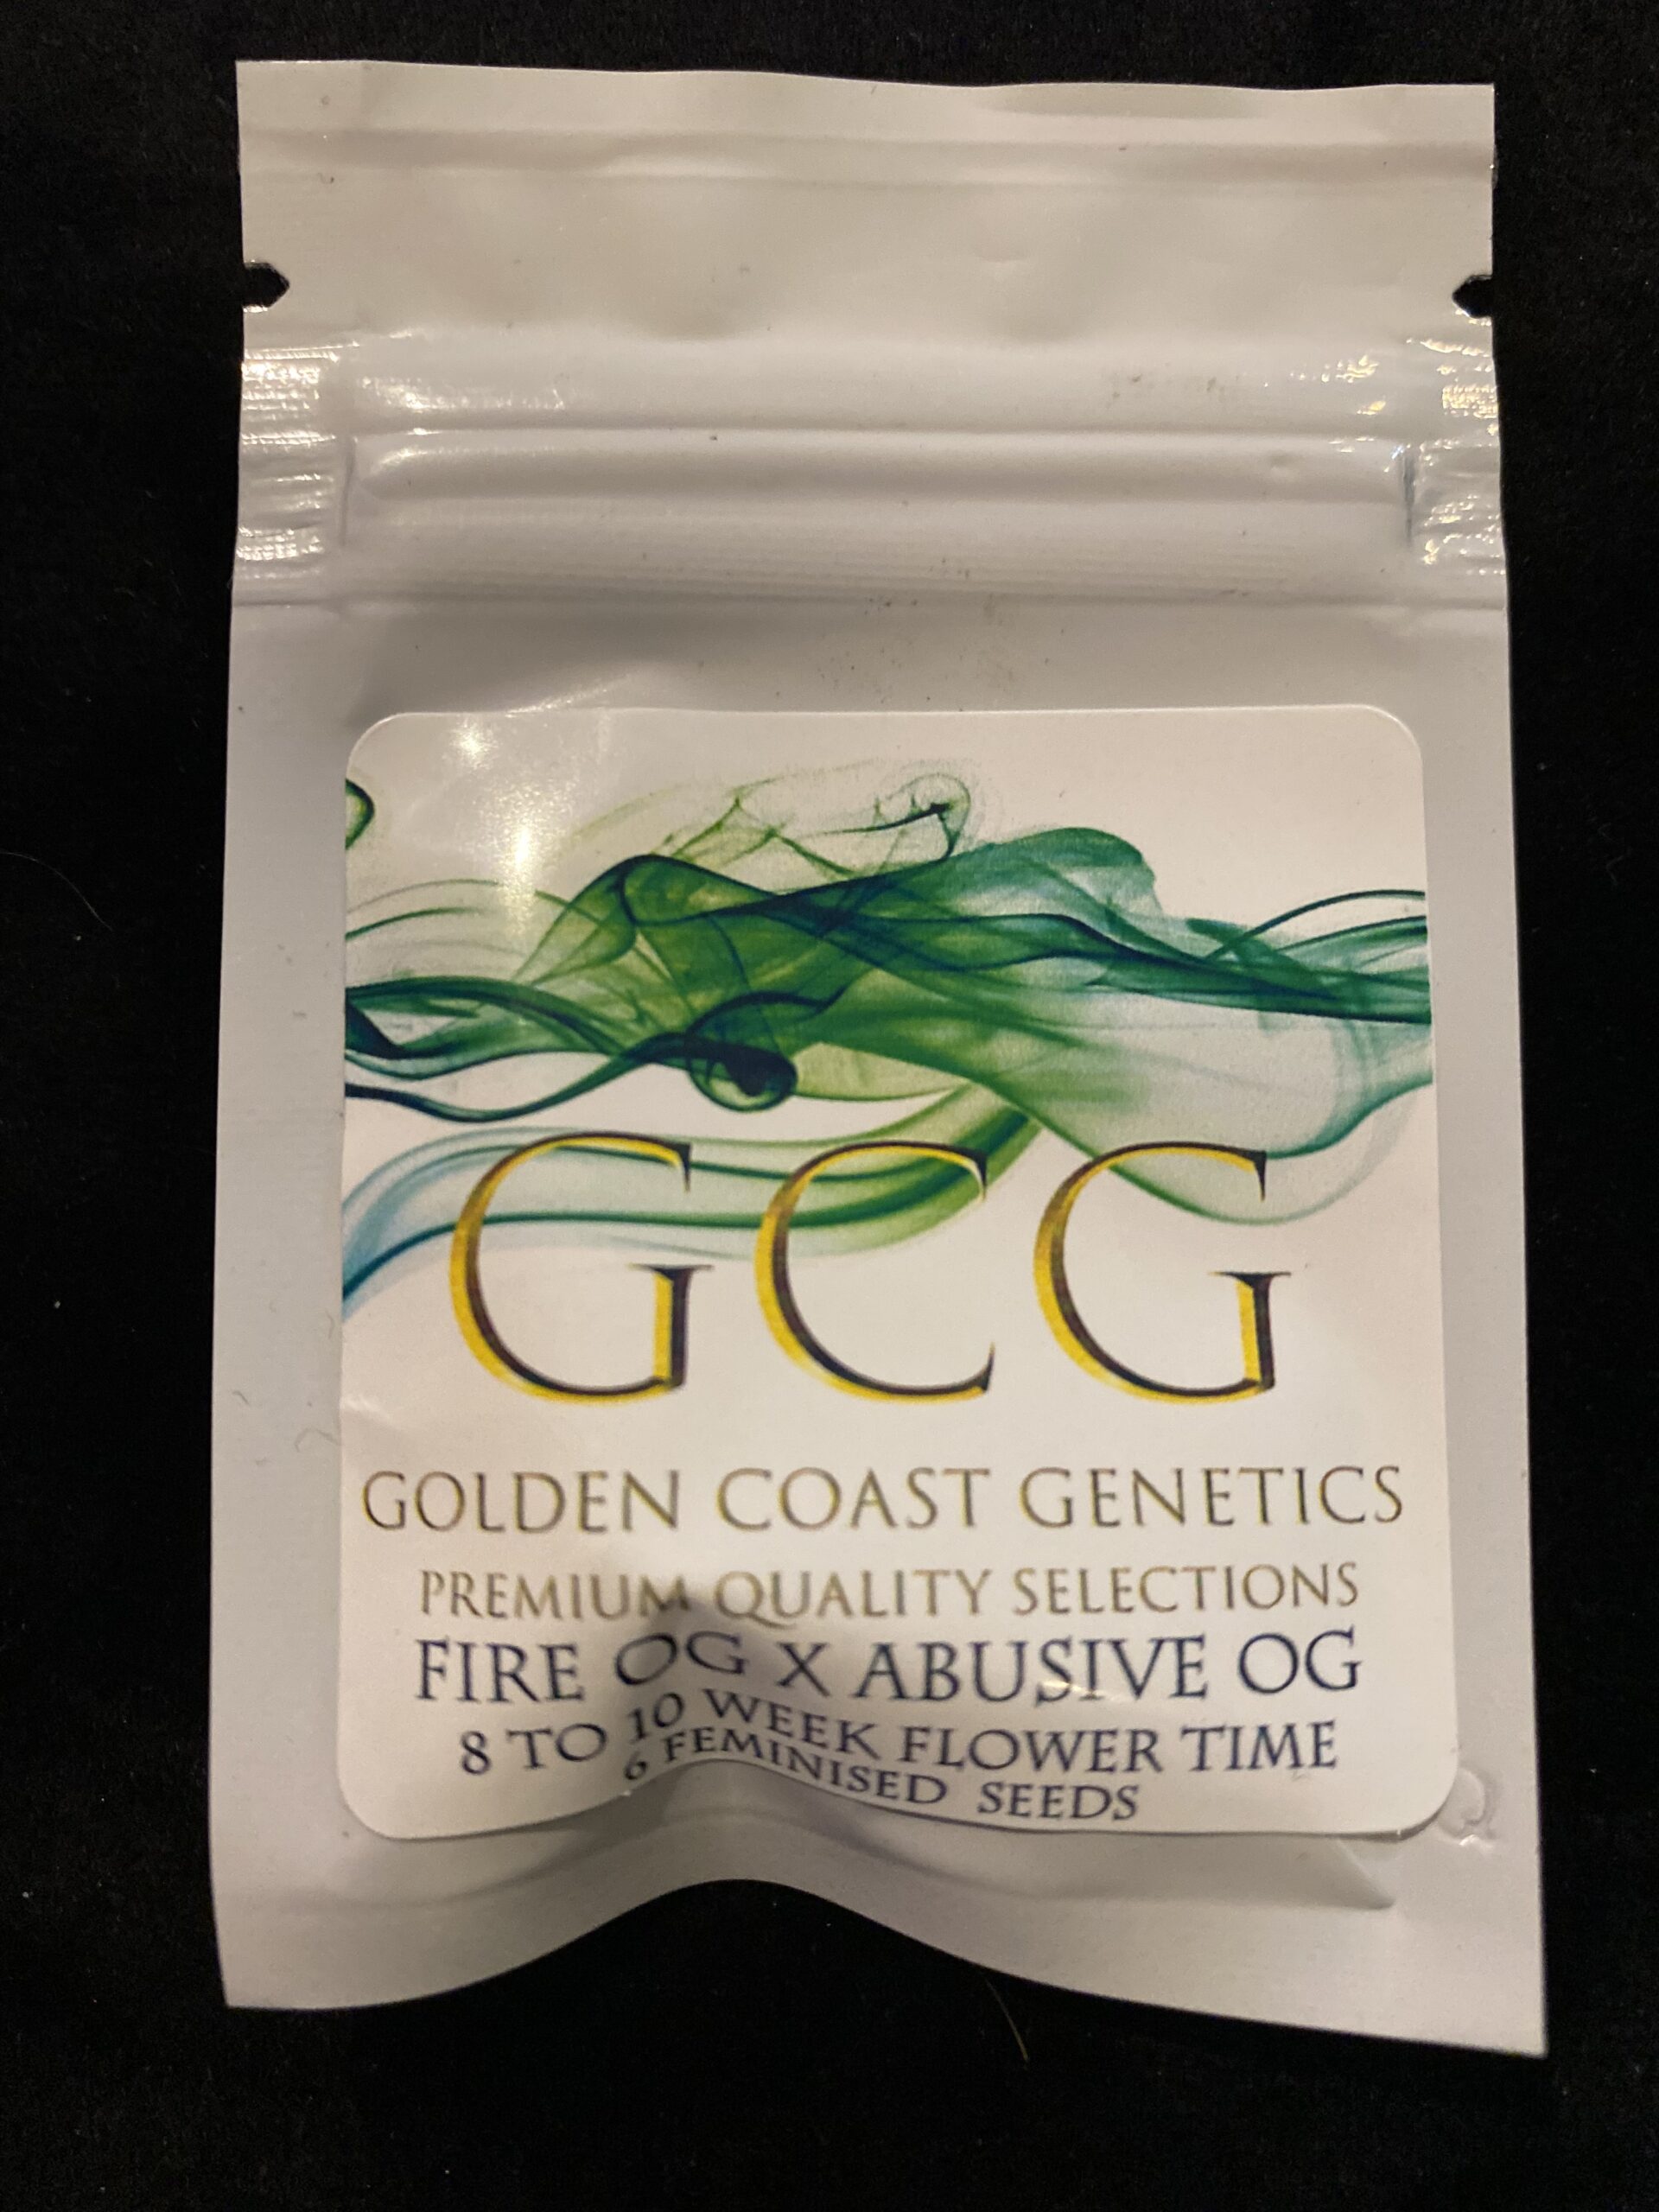 GCG
GOLDEN COAST GENETICS
PREMIUM QUALITY SELECTIONS
FIRE OG X ABUSIVE OG
8 TO 10 WEEK FLOWER TIME
6 FEMINISED SEEDS